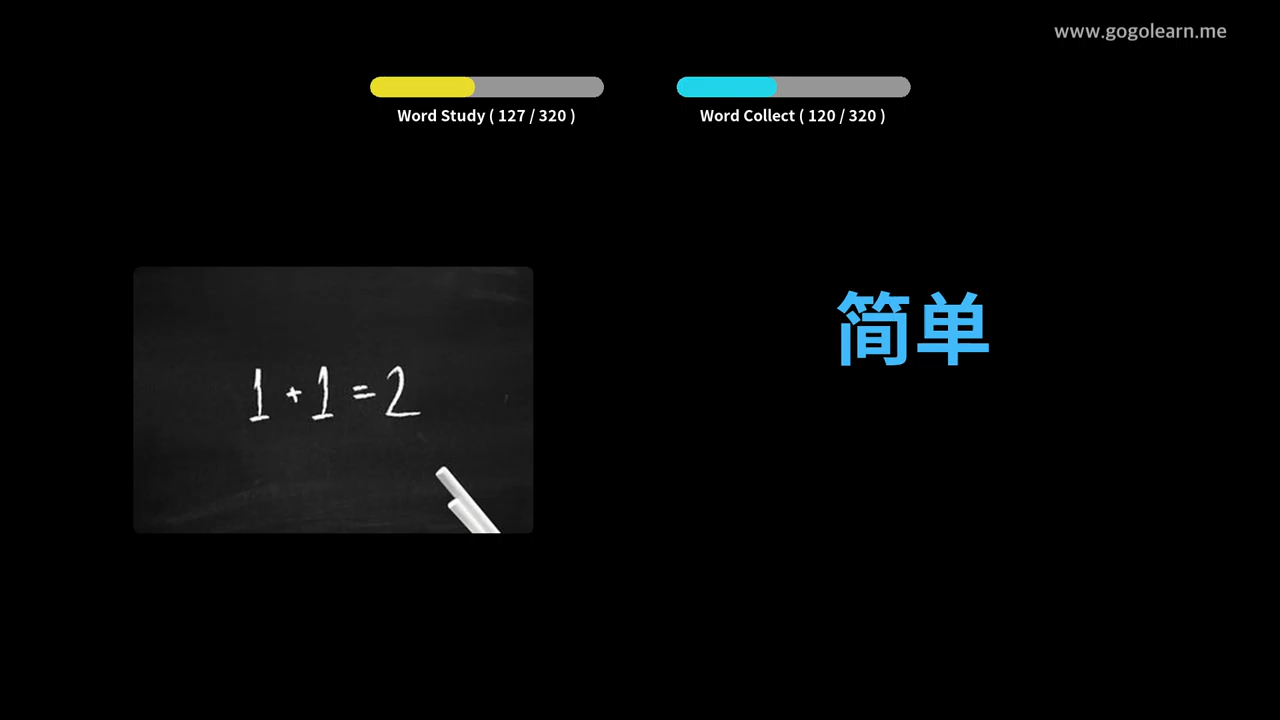 www.gogolearn.me
Word Study ( 127 / 320 )
Word Collect ( 120 / 320 )
1 + 1 = 2
简单